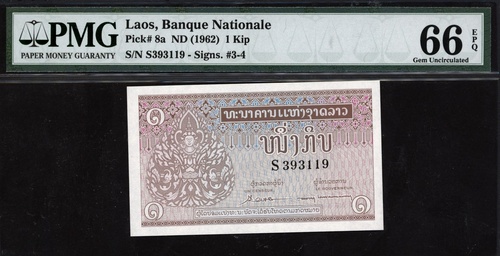 PMG
PAPER MONEY GUARANTY
Laos, Banque Nationale
Pick# 8a ND (1962) 1 Kip
S/N S393119 - Signs. #3-4
66 EPQ
Gem Uncirculated
ທະນາຄານແຫ່ງຊາດລາວ
໑
ໜຶ່ງກີບ
S 393119
໑ ໑